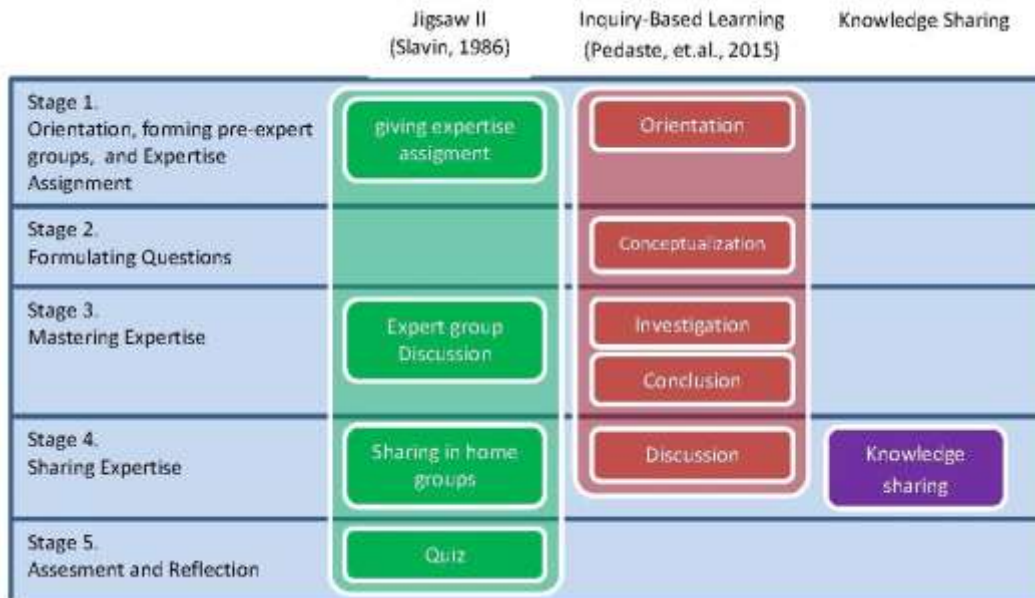 Jigsaw II
(Slavin, 1986)
Inquiry-Based Learning
(Pedaste, et.al., 2015)
Knowledge Sharing
Stage 1.
Orientation, forming pre-expert
groups, and Expertise
Assignment
giving expertise
assigment
Orientation
Stage 2.
Formulating Questions
Conceptualization
Stage 3.
Mastering Expertise
Expert group
Discussion
Investigation
Conclusion
Stage 4.
Sharing Expertise
Sharing in home
groups
Discussion
Knowledge
sharing
Stage 5.
Assesment and Reflection
Quiz